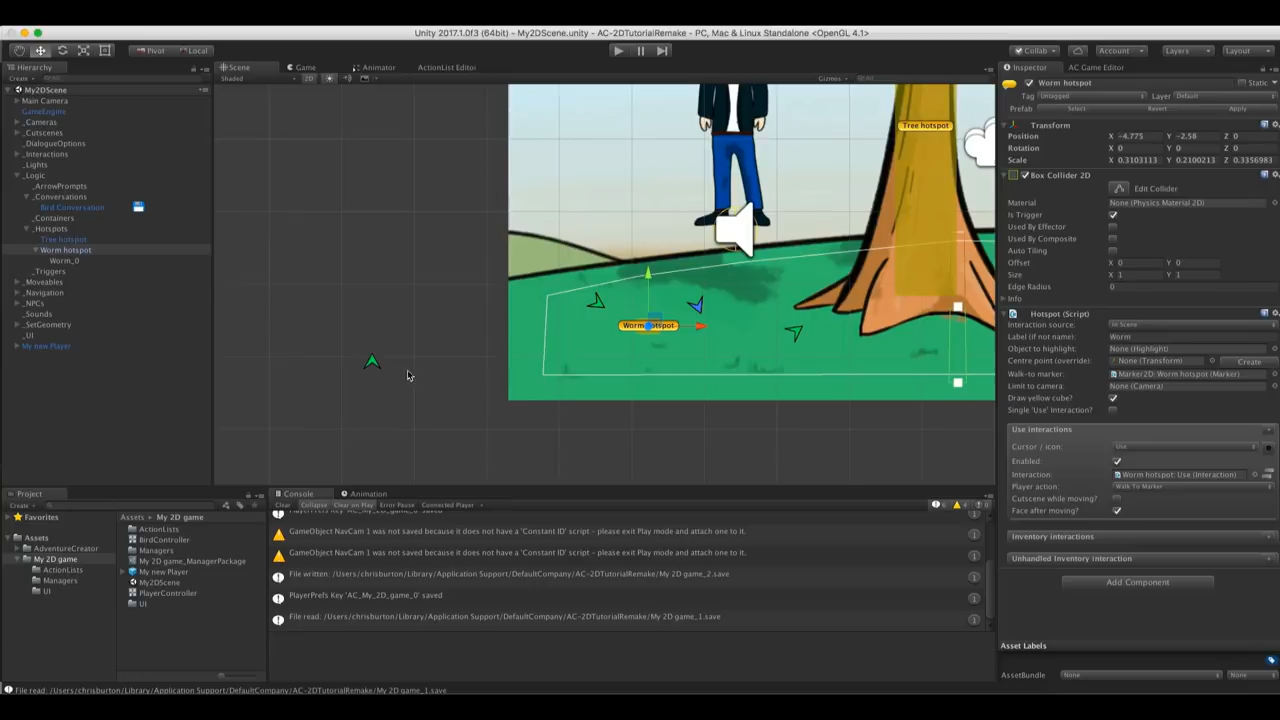 Unity 2017.1.0f3 (64bit) - My2DScene.unity - AC-2DTutorialRemake - PC, Mac & Linux Standalone <OpenGL 4.1>
Pivot Local
Collab Account Layers Layout
Hierarchy
Create
My2DScene
Main Camera
GameEngine
_Cameras
_Cutscenes
_DialogueOptions
_Interactions
_Lights
_Logic
_ArrowPrompts
_Conversations
Bird Conversation
_Containers
_Hotspots
Tree hotspot
Worm hotspot
Worm_0
_Triggers
_Moveables
_Navigation
_NPCs
_Sounds
_SetGeometry
_UI
My new Player
Scene Game Animator ActionList Editor
Shaded 2D Gizmos
Tree hotspot
Worm hotspot
Inspector AC Game Editor
Worm hotspot Static
Tag Untagged Layer Default
Prefab Select Revert Apply
Transform
Position X -4.775 Y -2.58 Z 0
Rotation X 0 Y 0 Z 0
Scale X 0.3103113 Y 0.2100213 Z 0.3356983
Box Collider 2D
Edit Collider
Material None (Physics Material 2D)
Is Trigger
Used By Effector
Used By Composite
Auto Tiling
Offset X 0 Y 0
Size X 1 Y 1
Edge Radius 0
Info
Hotspot (Script)
Interaction source: In Scene
Label (if not name): Worm
Object to highlight: None (Highlight)
Centre point (override): None (Transform) Create
Walk-to marker: Marker2D: Worm hotspot (Marker)
Limit to camera: None (Camera)
Draw yellow cube?
Single 'Use' Interaction?
Use interactions
Cursor / icon: Use
Enabled:
Interaction: Worm hotspot: Use (Interaction)
Player action: Walk To Marker
Cutscene while moving?
Face after moving?
Inventory interactions
Unhandled Inventory interaction
Add Component
Asset Labels
AssetBundle None None
Project
Create
Favorites
Assets
AdventureCreator
My 2D game
ActionLists
Managers
UI
Assets My 2D game
ActionLists
BirdController
Managers
My 2D game_ManagerPackage
My new Player
My2DScene
PlayerController
UI
Console Animation
Clear Collapse Clear on Play Error Pause Connected Player
GameObject NavCam 1 was not saved because it does not have a 'Constant ID' script - please exit Play mode and attach one to it.
GameObject NavCam 1 was not saved because it does not have a 'Constant ID' script - please exit Play mode and attach one to it.
File written: /Users/chrisburton/Library/Application Support/DefaultCompany/AC-2DTutorialRemake/My 2D game_2.save
PlayerPrefs Key 'AC_My_2D_game_0' saved
File read: /Users/chrisburton/Library/Application Support/DefaultCompany/AC-2DTutorialRemake/My 2D game_1.save
File read: /Users/chrisburton/Library/Application Support/DefaultCompany/AC-2DTutorialRemake/My 2D game_1.save